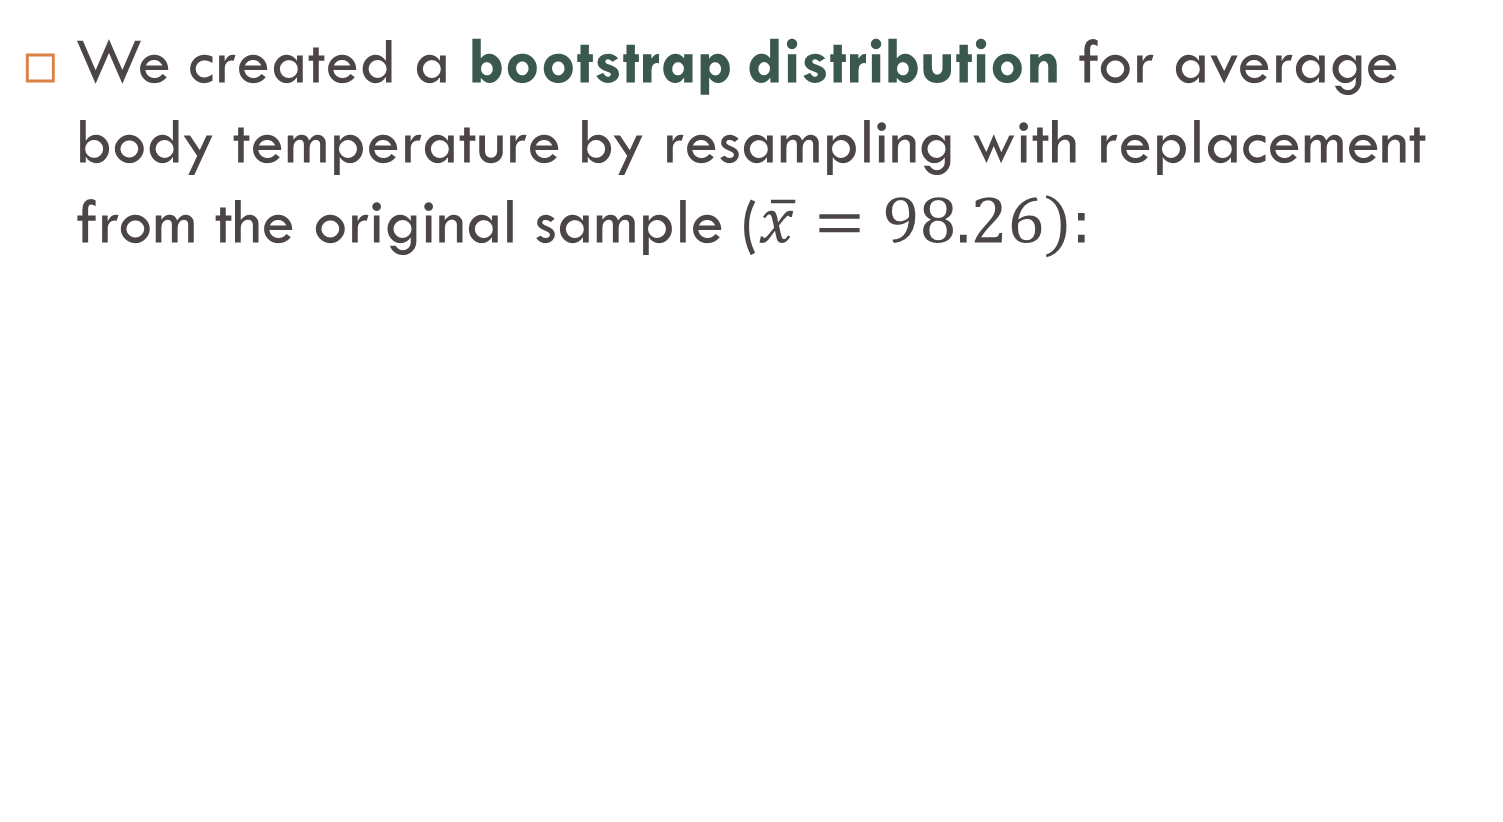 We created a bootstrap distribution for average
body temperature by resampling with replacement
from the original sample (x̄ = 98.26):